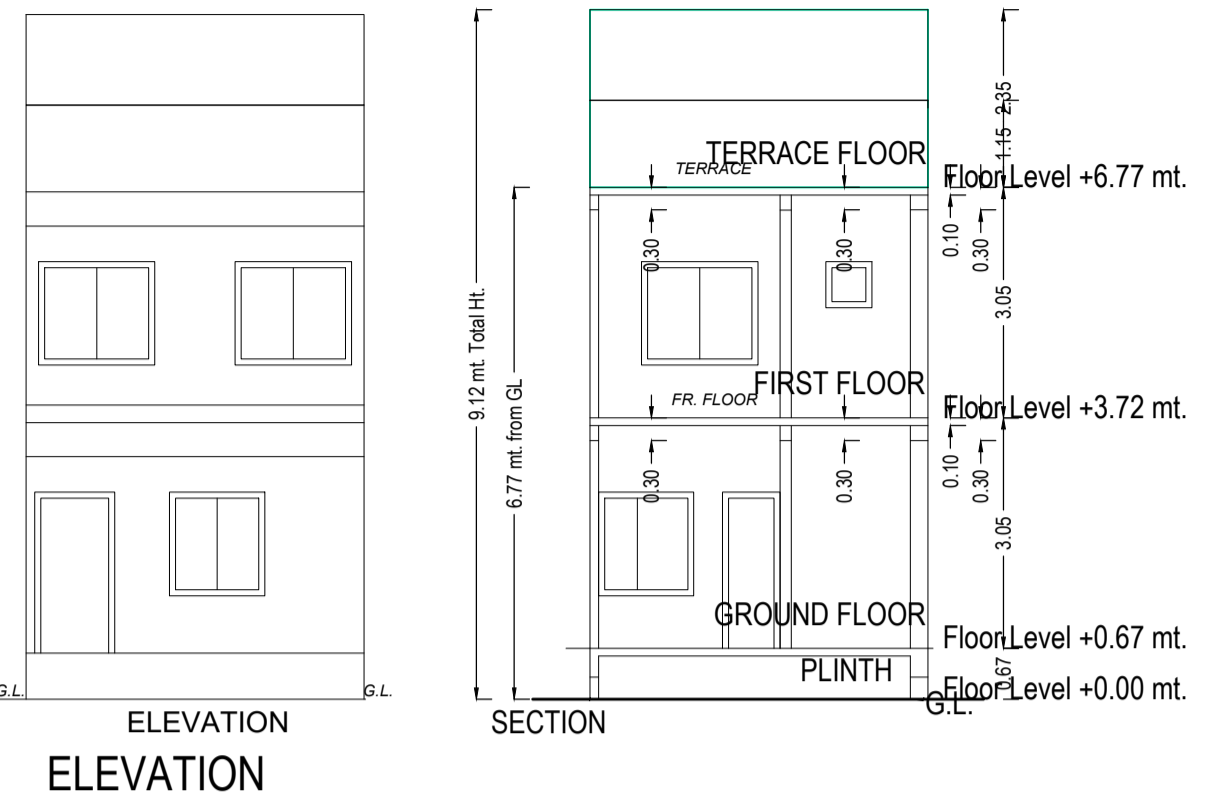 2.35
1.15
TERRACE FLOOR
TERRACE
Floor Level +6.77 mt.
0.30
0.30
0.10
0.30
3.05
9.12 mt. Total Ht.
6.77 mt. from GL
FIRST FLOOR
FR. FLOOR
Floor Level +3.72 mt.
0.30
0.30
0.10
0.30
3.05
GROUND FLOOR
Floor Level +0.67 mt.
PLINTH
0.67
Floor Level +0.00 mt.
G.L.
G.L.
G.L.
ELEVATION
SECTION
ELEVATION